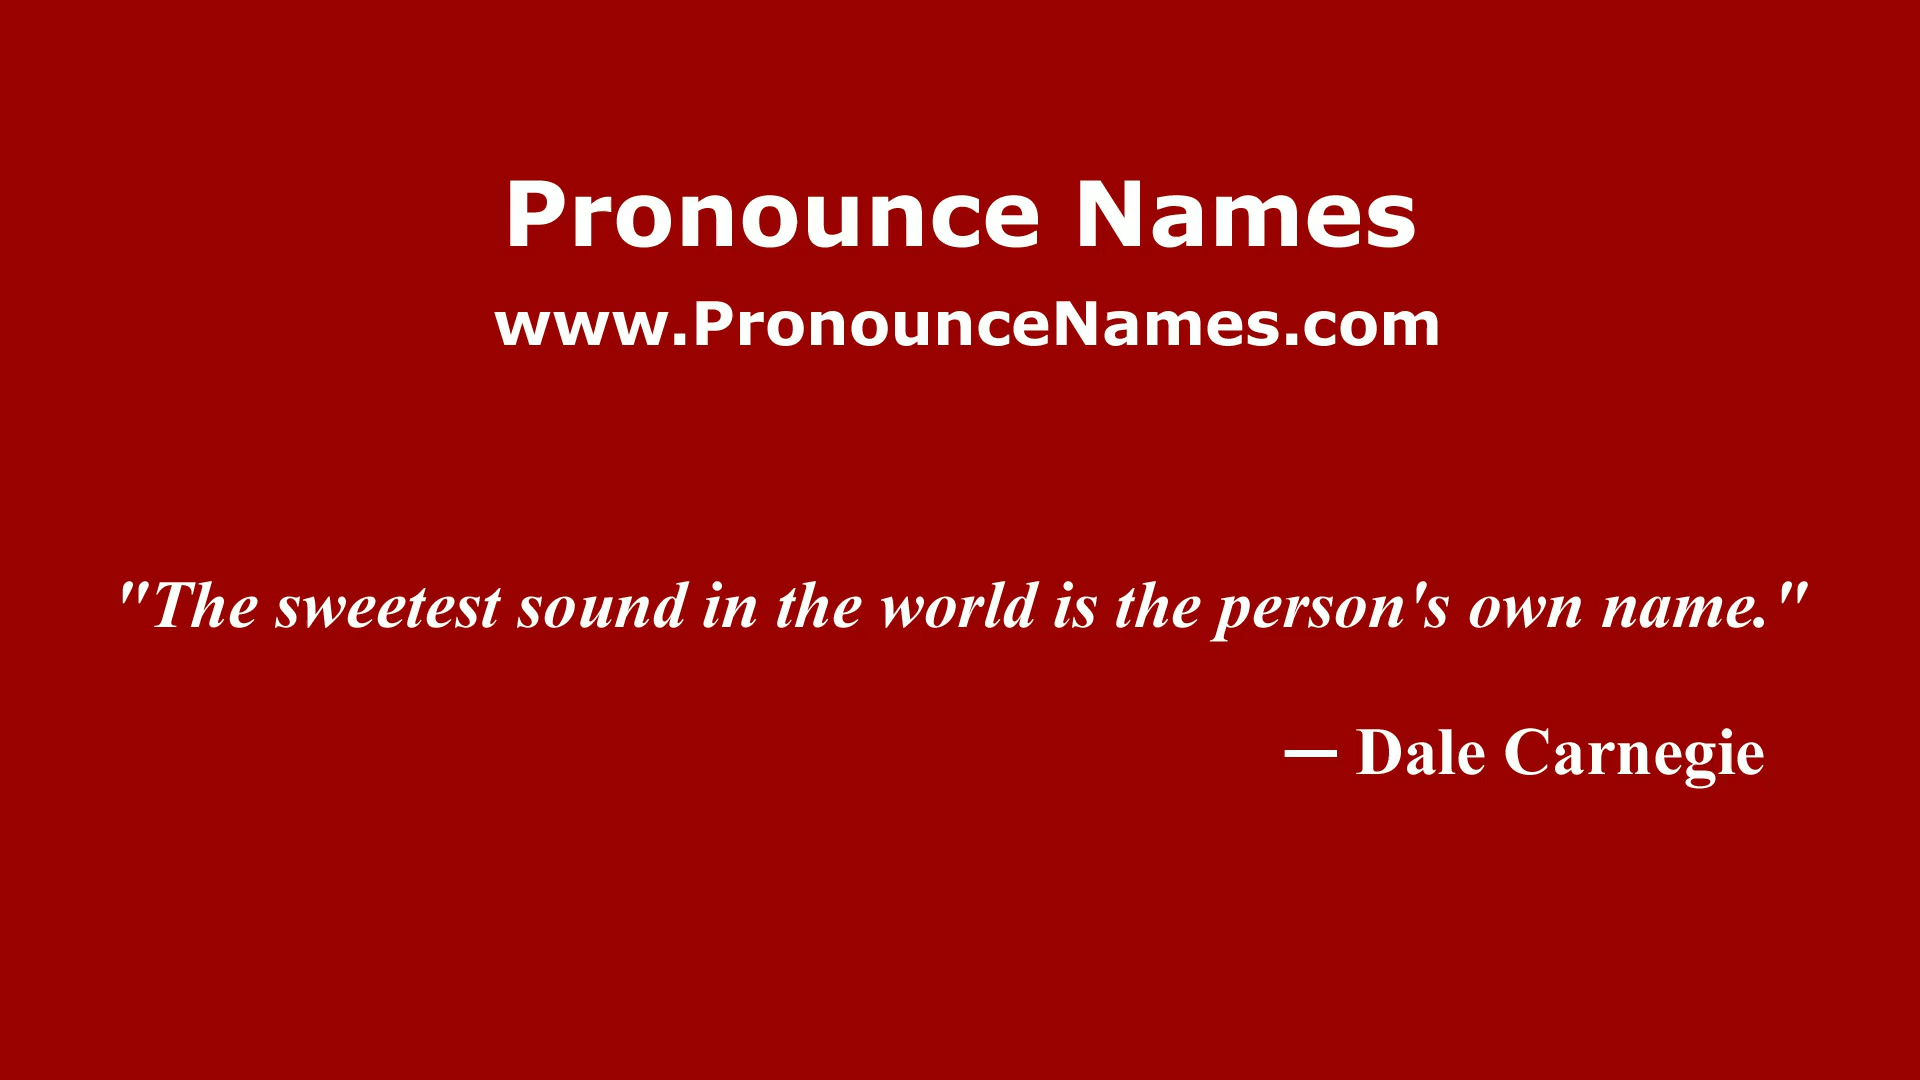 Pronounce Names
www.PronounceNames.com
"The sweetest sound in the world is the person's own name."
— Dale Carnegie